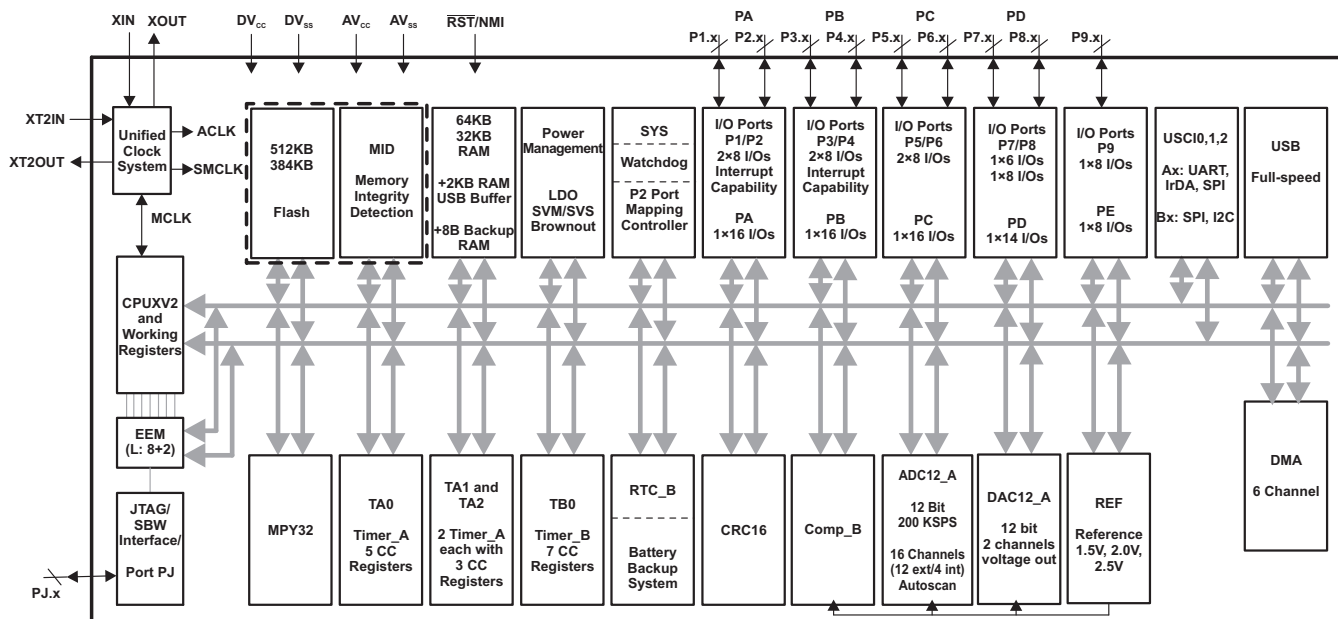 XIN
XOUT
DVCC
DVSS
AVCC
AVSS
RST/NMI
PA
PB
PC
PD
P1.x
P2.x
P3.x
P4.x
P5.x
P6.x
P7.x
P8.x
P9.x
XT2IN
XT2OUT
Unified
Clock
System
ACLK
SMCLK
MCLK
512KB
384KB
Flash
MID
Memory
Integrity
Detection
64KB
32KB
RAM
+2KB RAM
USB Buffer
+8B Backup
RAM
Power
Management
LDO
SVM/SVS
Brownout
SYS
Watchdog
P2 Port
Mapping
Controller
I/O Ports
P1/P2
2×8 I/Os
Interrupt
Capability
PA
1×16 I/Os
I/O Ports
P3/P4
2×8 I/Os
Interrupt
Capability
PB
1×16 I/Os
I/O Ports
P5/P6
2×8 I/Os
PC
1×16 I/Os
I/O Ports
P7/P8
1×6 I/Os
1×8 I/Os
PD
1×14 I/Os
I/O Ports
P9
1×8 I/Os
PE
1×8 I/Os
USCI0,1,2
Ax: UART,
IrDA, SPI
Bx: SPI, I2C
USB
Full-speed
CPUXV2
and
Working
Registers
EEM
(L: 8+2)
JTAG/
SBW
Interface/
Port PJ
PJ.x
MPY32
TA0
Timer_A
5 CC
Registers
TA1 and
TA2
2 Timer_A
each with
3 CC
Registers
TB0
Timer_B
7 CC
Registers
RTC_B
Battery
Backup
System
CRC16
Comp_B
ADC12_A
12 Bit
200 KSPS
16 Channels
(12 ext/4 int)
Autoscan
DAC12_A
12 bit
2 channels
voltage out
REF
Reference
1.5V, 2.0V,
2.5V
DMA
6 Channel